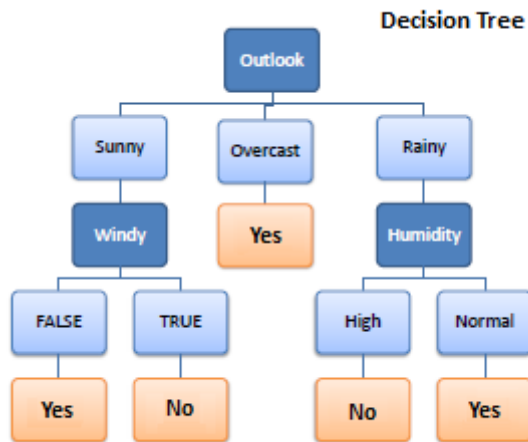 Decision Tree
Outlook
Sunny
Overcast
Rainy
Windy
Yes
Humidity
FALSE
TRUE
High
Normal
Yes
No
No
Yes